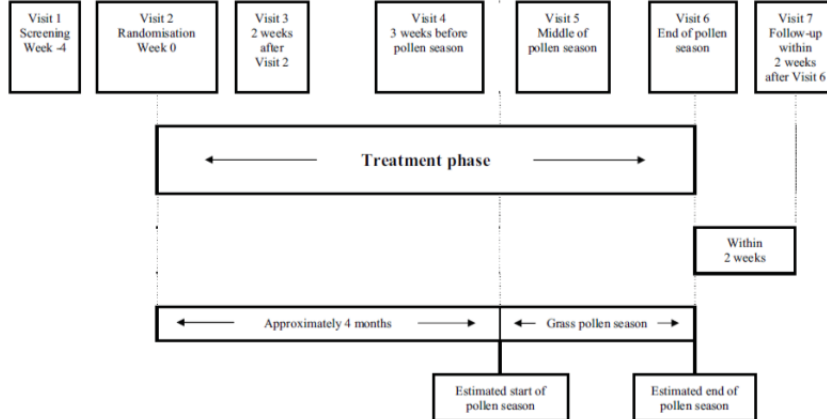 Visit 1
Screening
Week -4
Visit 2
Randomisation
Week 0
Visit 3
2 weeks
after
Visit 2
Visit 4
3 weeks before
pollen season
Visit 5
Middle of
pollen season
Visit 6
End of pollen
season
Visit 7
Follow-up
within
2 weeks
after Visit 6
Treatment phase
Within
2 weeks
Approximately 4 months
Grass pollen season
Estimated start of
pollen season
Estimated end of
pollen season